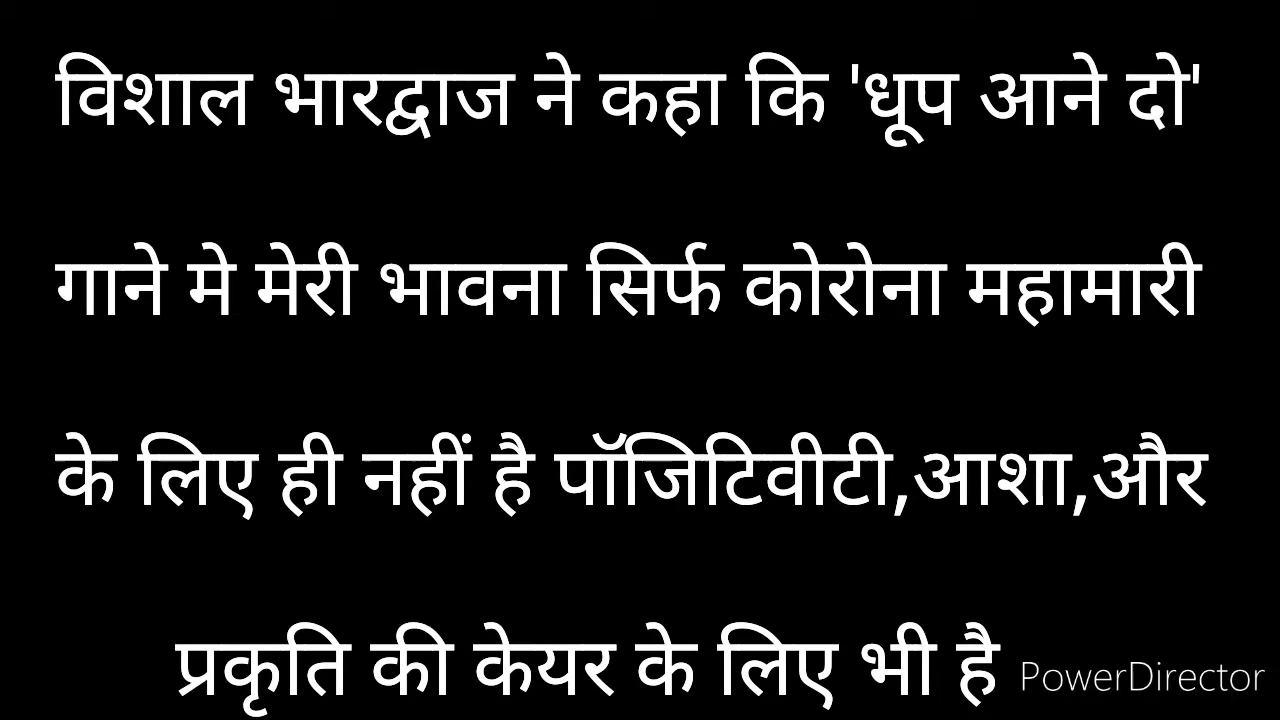 विशाल भारद्वाज ने कहा कि 'धूप आने दो'
गाने मे मेरी भावना सिर्फ कोरोना महामारी
के लिए ही नहीं है पॉजिटिवीटी,आशा,और
प्रकृति की केयर के लिए भी है
PowerDirector